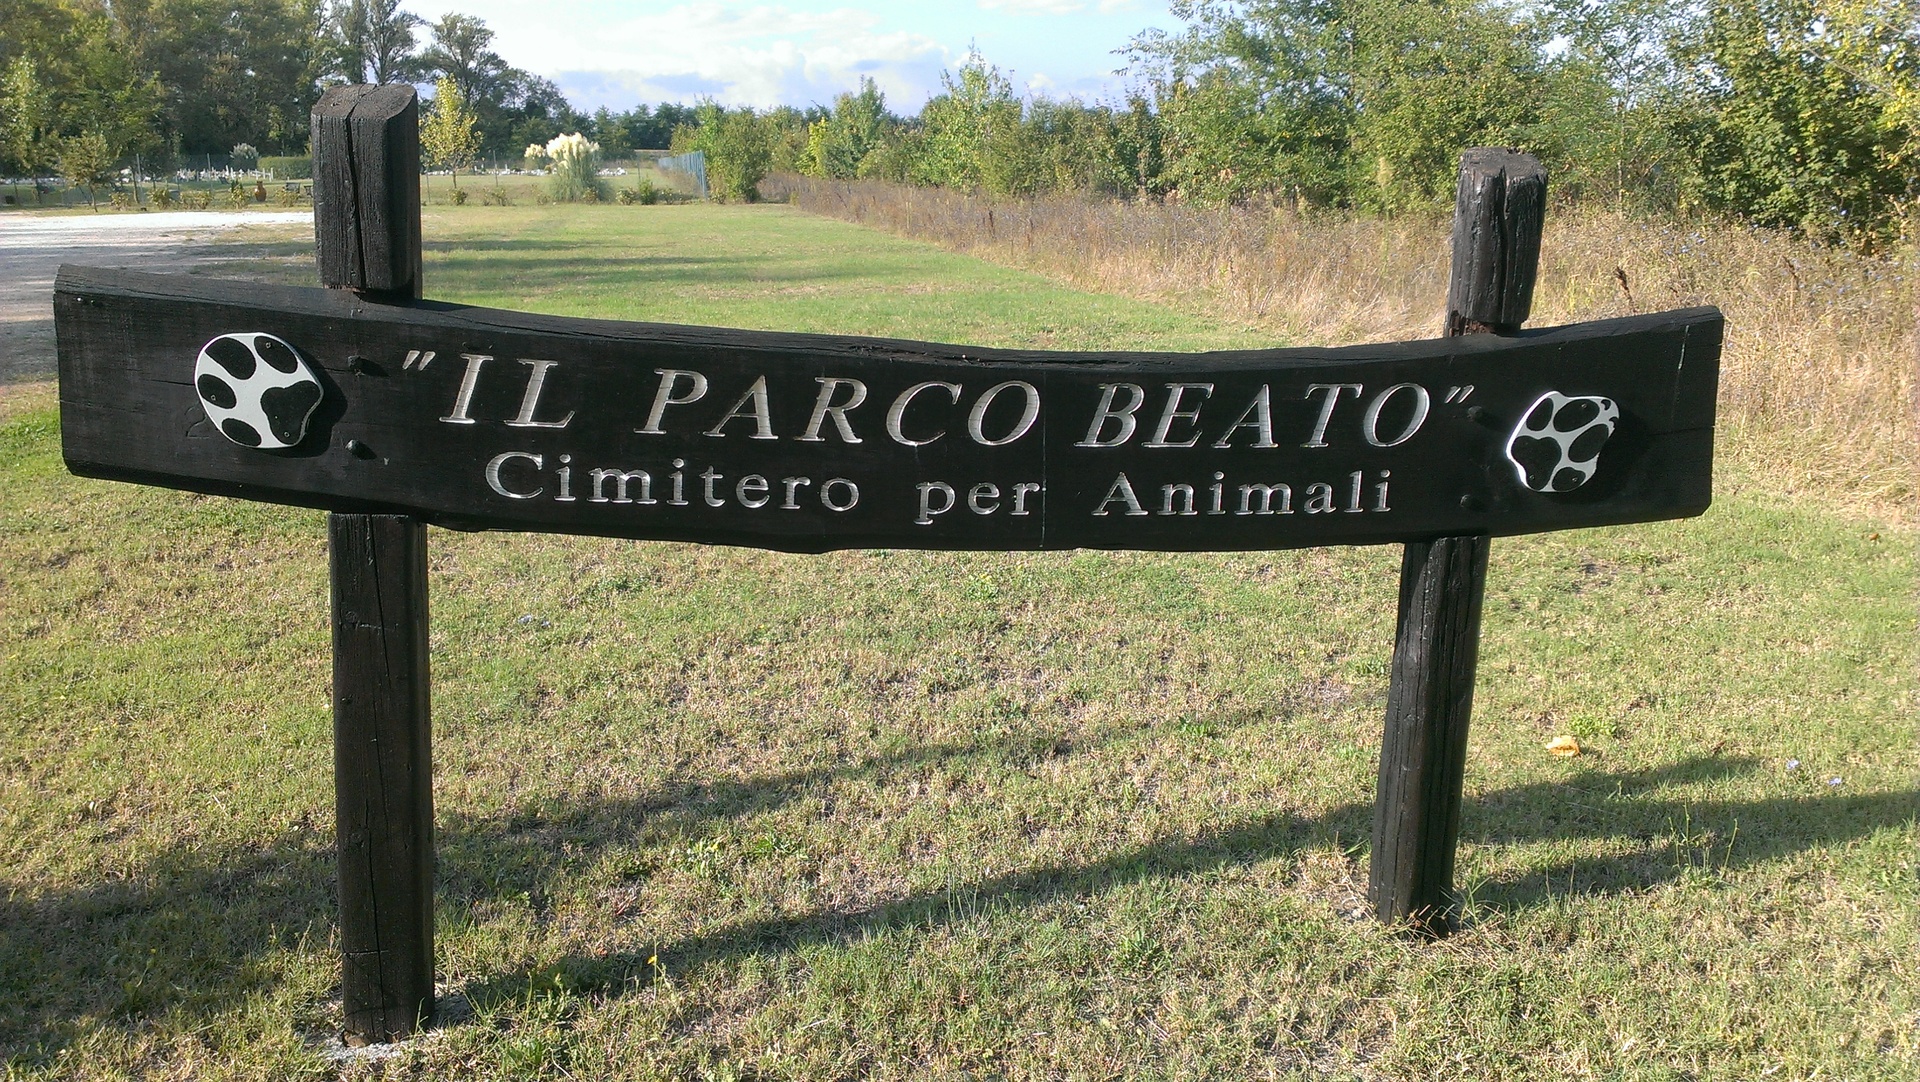 "IL PARCO BEATO"
Cimitero per Animali